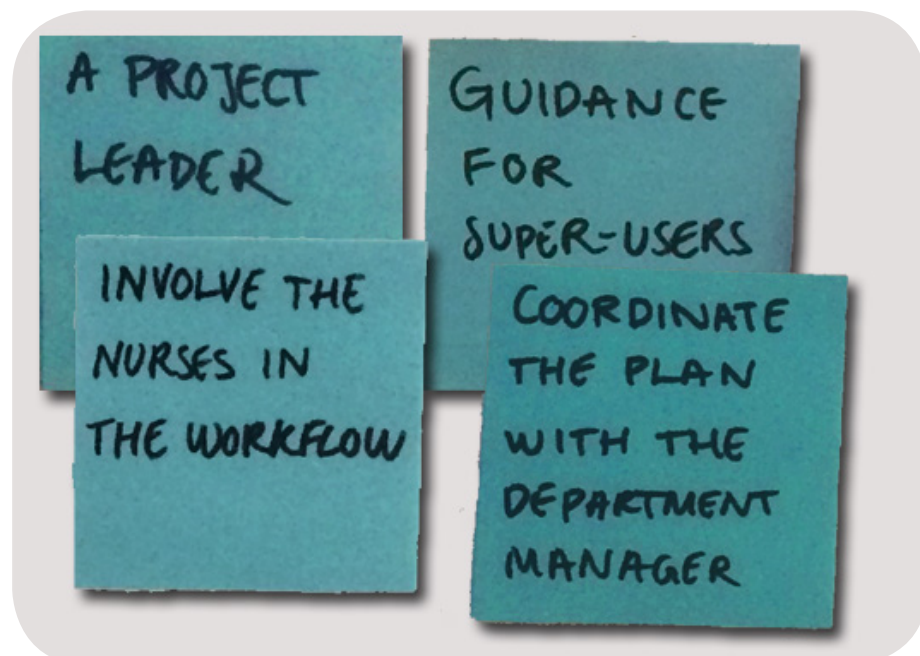 A PROJECT
LEADER
GUIDANCE
FOR
SUPER-USERS
INVOLVE THE
NURSES IN
THE WORKFLOW
COORDINATE
THE PLAN
WITH THE
DEPARTMENT
MANAGER